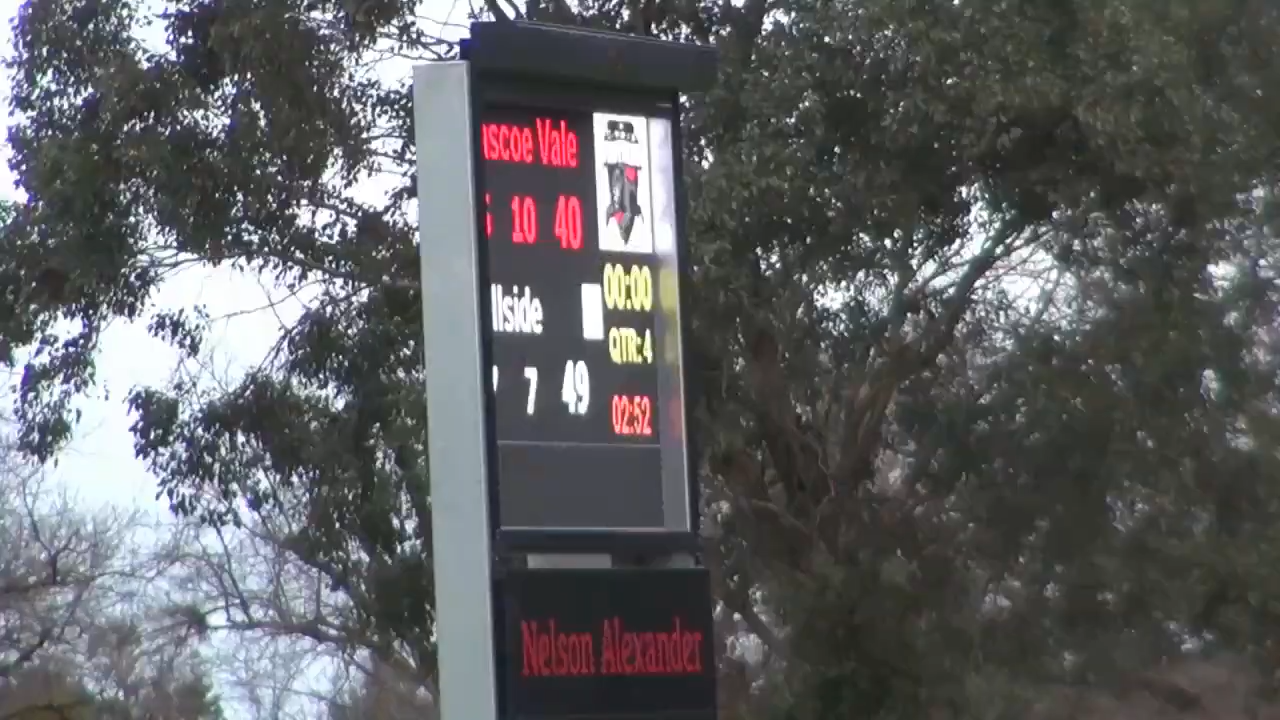 scoe Vale
10 40
00:00
llside
QTR: 4
7 49
02:52
Nelson Alexander